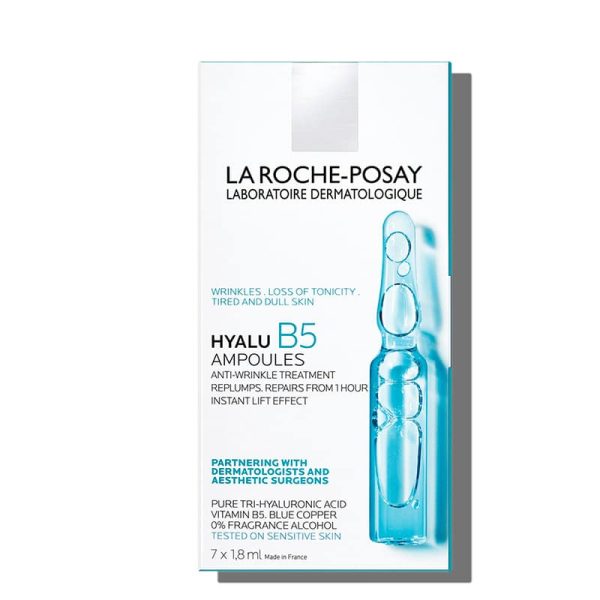 LA ROCHE-POSAY
LABORATOIRE DERMATOLOGIQUE
WRINKLES . LOSS OF TONICITY .
TIRED AND DULL SKIN
HYALU B5
AMPOULES
ANTI-WRINKLE TREATMENT
REPLUMPS. REPAIRS FROM 1 HOUR
INSTANT LIFT EFFECT
PARTNERING WITH
DERMATOLOGISTS AND
AESTHETIC SURGEONS
PURE TRI-HYALURONIC ACID
VITAMIN B5. BLUE COPPER
0% FRAGRANCE ALCOHOL
TESTED ON SENSITIVE SKIN
7 x 1,8 ml Made in France